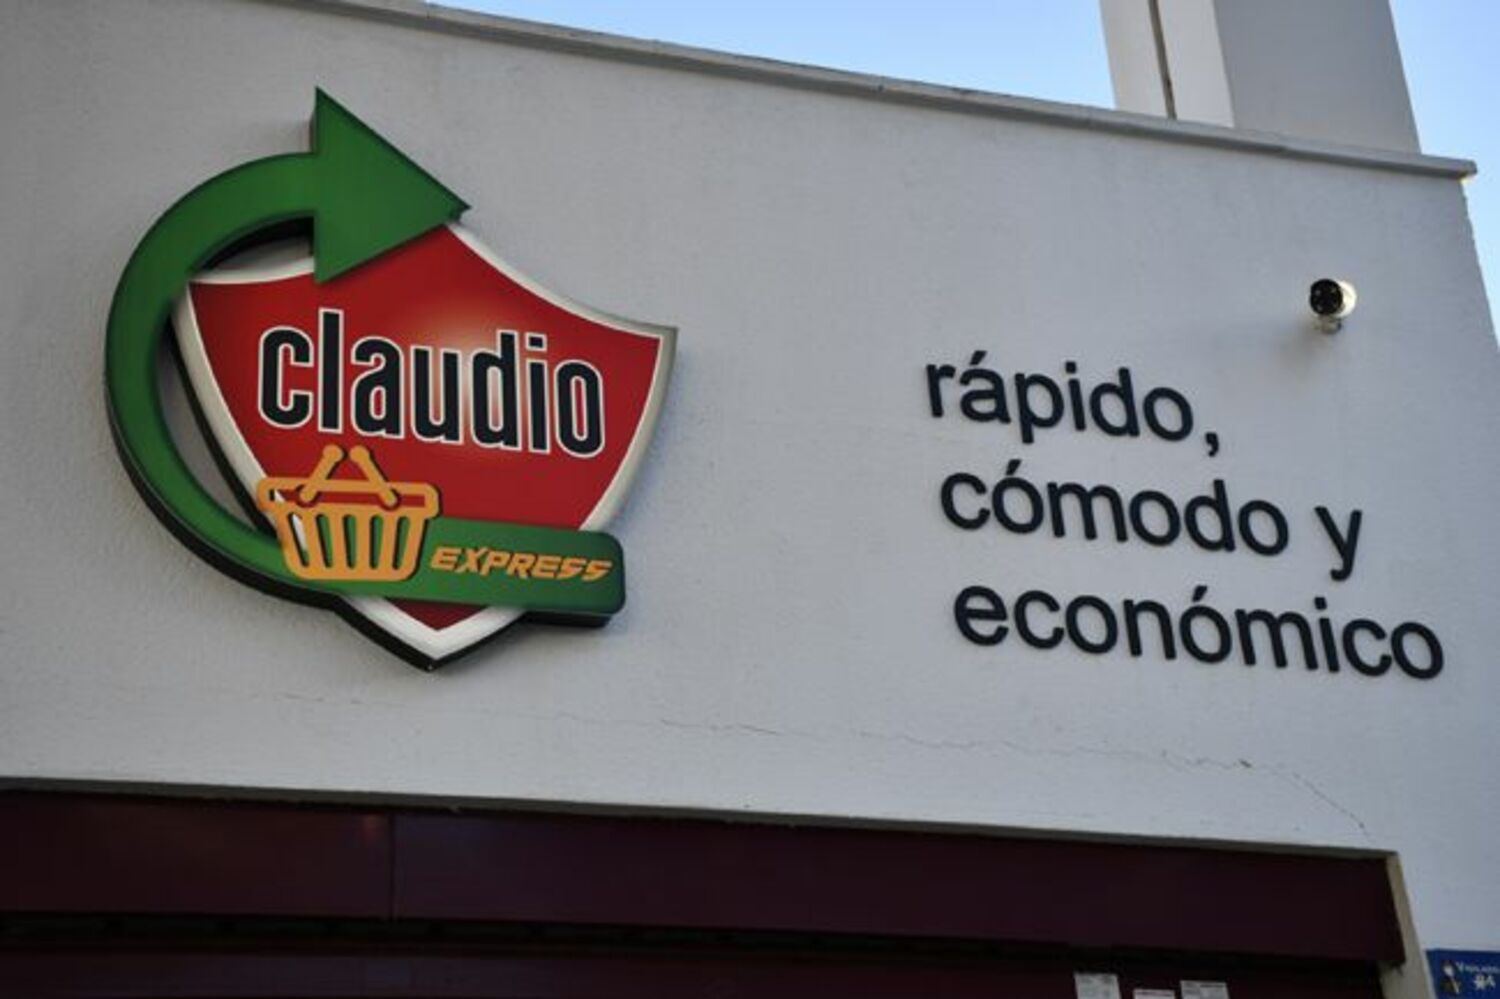 claudio
EXPRESS
rápido,
cómodo y
económico